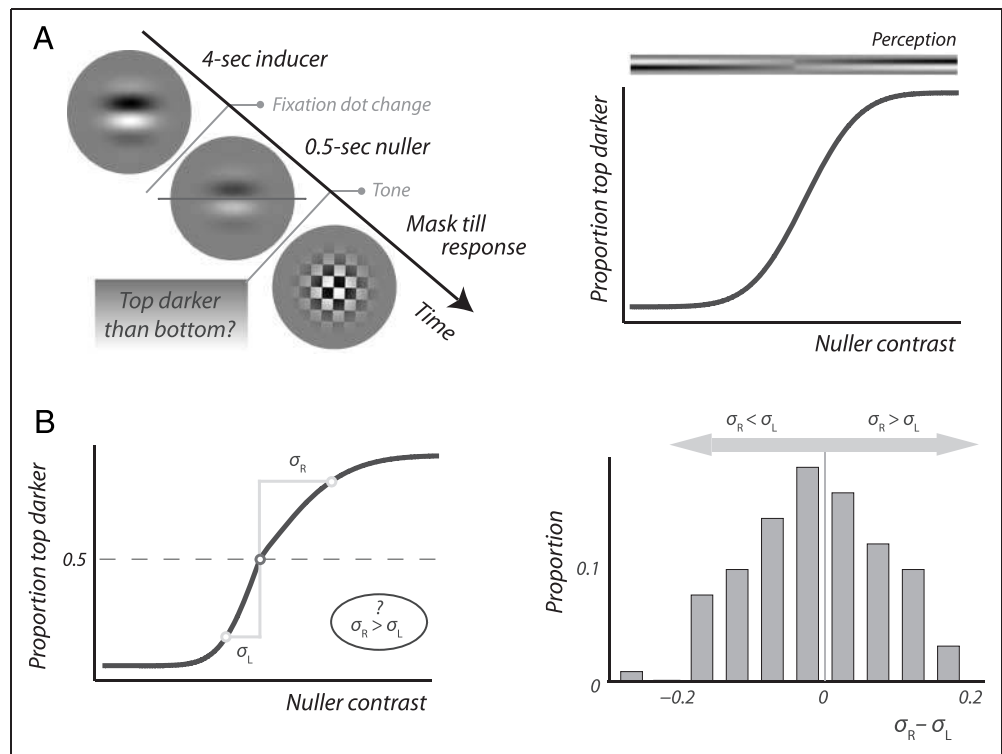 A
4-sec inducer
Fixation dot change
0.5-sec nuller
Tone
Mask till
response
Time
Top darker
than bottom?
Perception
Proportion top darker
Nuller contrast
B
Proportion top darker
0.5
σR
σL
?
σR > σL
Nuller contrast
σR < σL
σR > σL
Proportion
0.1
0
−0.2
0
0.2
σR − σL